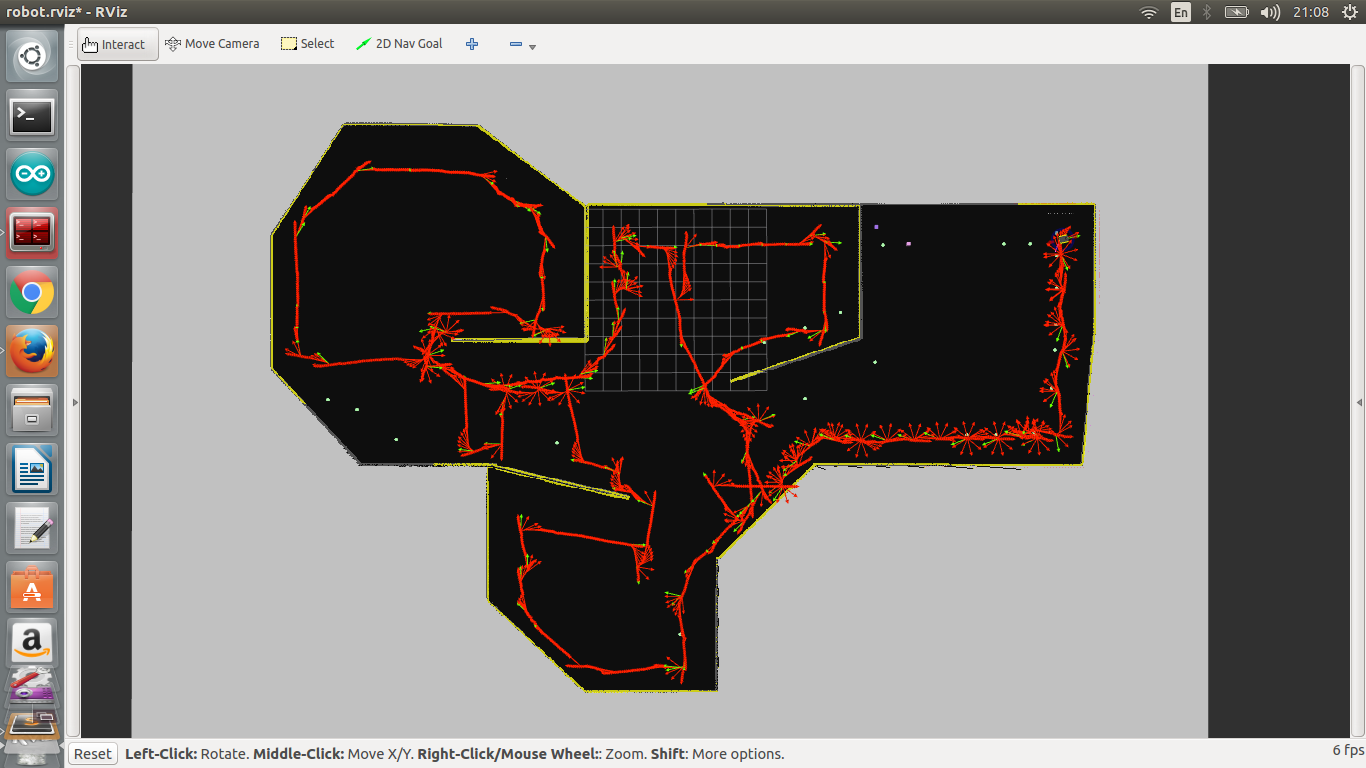 robot.rviz* - RViz
En
21:08
Interact
Move Camera
Select
2D Nav Goal
Reset
Left-Click: Rotate. Middle-Click: Move X/Y. Right-Click/Mouse Wheel:: Zoom. Shift: More options.
6 fps